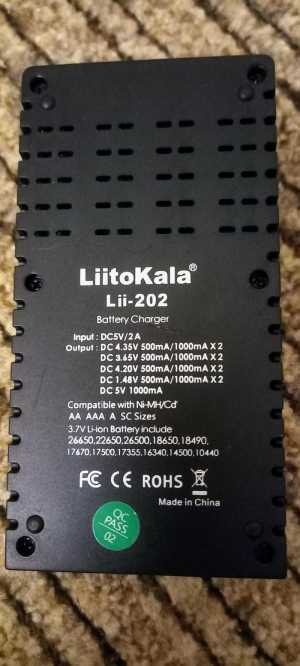 LiitoKala®
Lii-202
Battery Charger
Input : DC5V/2A
Output : DC 4.35V 500mA/1000mA X 2
DC 3.65V 500mA/1000mA X 2
DC 4.20V 500mA/1000mA X 2
DC 1.48V 500mA/1000mA X 2
DC 5V 1000mA
Compatible with Ni-MH/Cd'
AA AAA A SC Sizes
3.7V Li-ion Battery include
26650,22650,26500,18650,18490,
17670,17500,17355,16340,14500,10440
FC CE ROHS
Made in China
QC
PASS
02